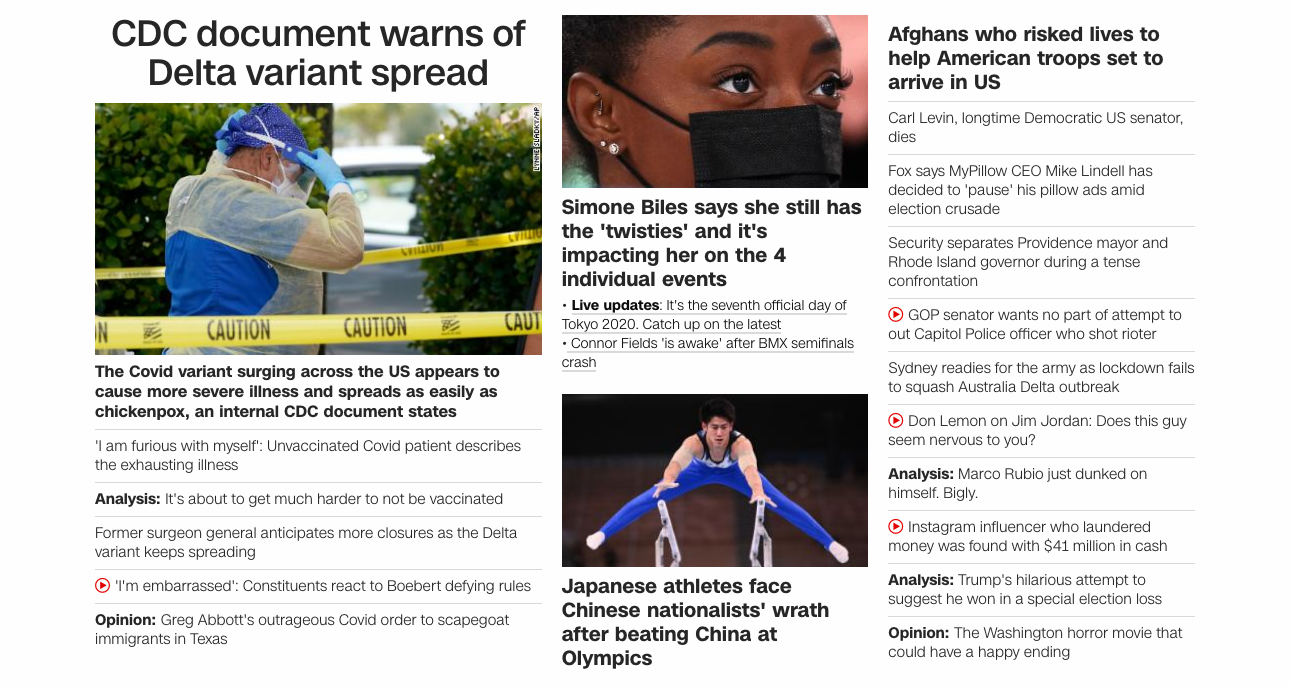 CDC document warns of
Delta variant spread
LYNNE SLADKY/AP
CAUTION
N
CAUTION
CAUTION
CAUT
The Covid variant surging across the US appears to
cause more severe illness and spreads as easily as
chickenpox, an internal CDC document states
'I am furious with myself': Unvaccinated Covid patient describes
the exhausting illness
Analysis: It's about to get much harder to not be vaccinated
Former surgeon general anticipates more closures as the Delta
variant keeps spreading
'I'm embarrassed': Constituents react to Boebert defying rules
Opinion: Greg Abbott's outrageous Covid order to scapegoat
immigrants in Texas
Simone Biles says she still has
the 'twisties' and it's
impacting her on the 4
individual events
• Live updates: It's the seventh official day of
Tokyo 2020. Catch up on the latest
• Connor Fields 'is awake' after BMX semifinals
crash
Japanese athletes face
Chinese nationalists' wrath
after beating China at
Olympics
Afghans who risked lives to
help American troops set to
arrive in US
Carl Levin, longtime Democratic US senator,
dies
Fox says MyPillow CEO Mike Lindell has
decided to 'pause' his pillow ads amid
election crusade
Security separates Providence mayor and
Rhode Island governor during a tense
confrontation
GOP senator wants no part of attempt to
out Capitol Police officer who shot rioter
Sydney readies for the army as lockdown fails
to squash Australia Delta outbreak
Don Lemon on Jim Jordan: Does this guy
seem nervous to you?
Analysis: Marco Rubio just dunked on
himself. Bigly.
Instagram influencer who laundered
money was found with $41 million in cash
Analysis: Trump's hilarious attempt to
suggest he won in a special election loss
Opinion: The Washington horror movie that
could have a happy ending